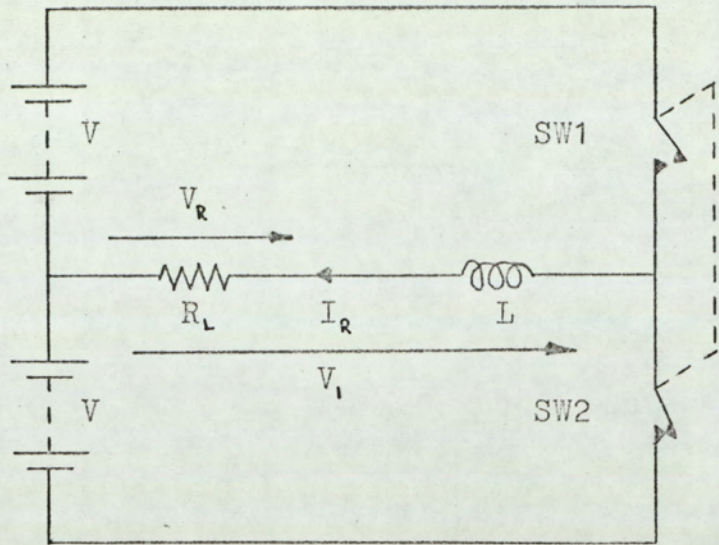 V
SW1
V_R
R_L I_R L
V_1
V
SW2